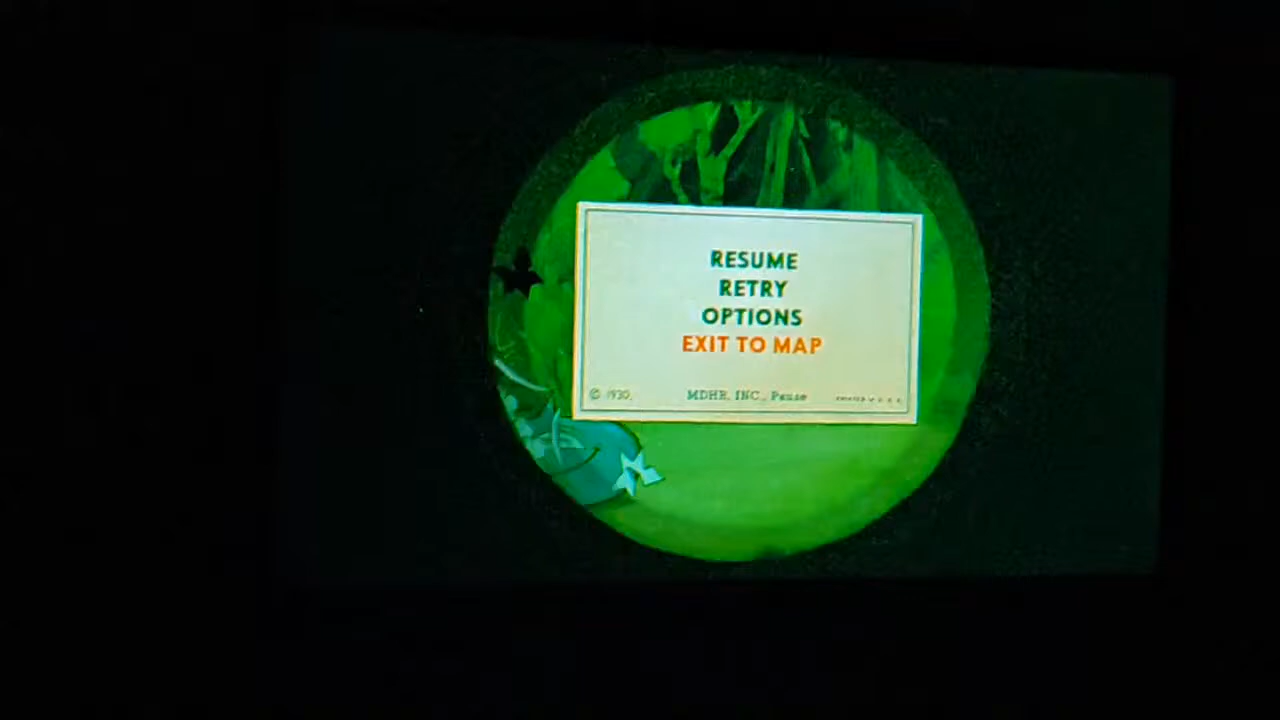 RESUME
RETRY
OPTIONS
EXIT TO MAP
© 1930, MDHR, INC., Pause